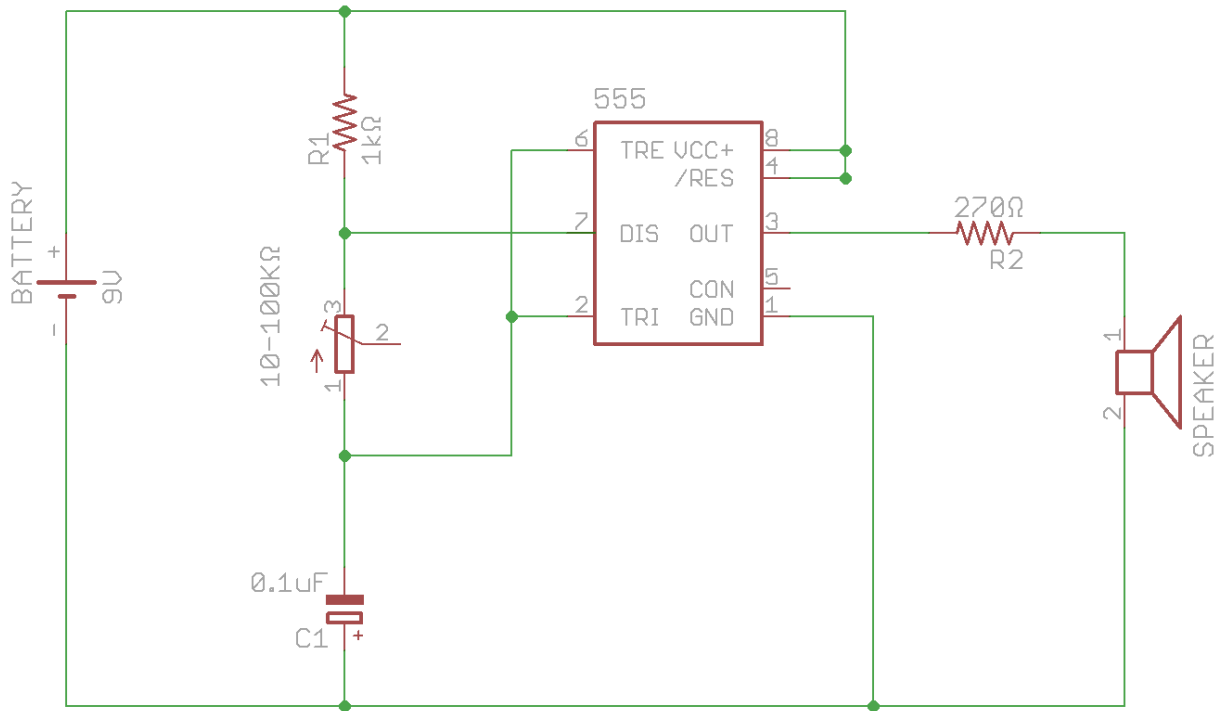 555
6
TRE VCC+
8
/RES
4
7
DIS OUT
3
CON
5
2
TRI GND
1
R1
1kΩ
BATTERY
+
9V
-
10-100KΩ
3
2
1
0.1uF
C1
+
270Ω
R2
1
2
SPEAKER